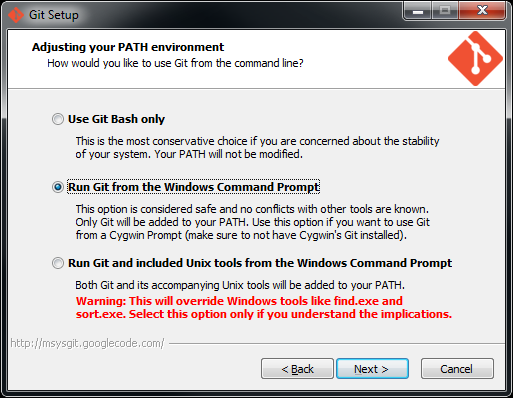 Git Setup
Adjusting your PATH environment
How would you like to use Git from the command line?
Use Git Bash only
This is the most conservative choice if you are concerned about the stability
of your system. Your PATH will not be modified.
Run Git from the Windows Command Prompt
This option is considered safe and no conflicts with other tools are known.
Only Git will be added to your PATH. Use this option if you want to use Git
from a Cygwin Prompt (make sure to not have Cygwin's Git installed).
Run Git and included Unix tools from the Windows Command Prompt
Both Git and its accompanying Unix tools will be added to your PATH.
Warning: This will override Windows tools like find.exe and
sort.exe. Select this option only if you understand the implications.
http://msysgit.googlecode.com/
< Back
Next >
Cancel